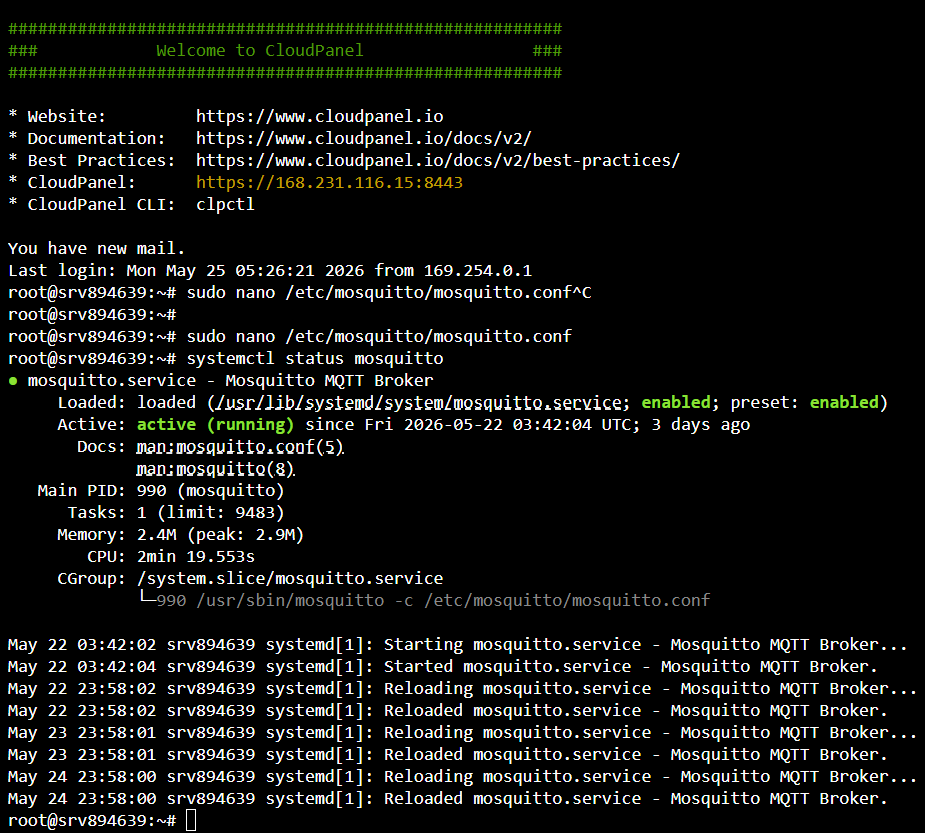 ########################################################
###            Welcome to CloudPanel                 ###
########################################################
* Website:         https://www.cloudpanel.io
* Documentation:   https://www.cloudpanel.io/docs/v2/
* Best Practices:  https://www.cloudpanel.io/docs/v2/best-practices/
* CloudPanel:      https://168.231.116.15:8443
* CloudPanel CLI:  clpctl
You have new mail.
Last login: Mon May 25 05:26:21 2026 from 169.254.0.1
root@srv894639:~# sudo nano /etc/mosquitto/mosquitto.conf^C
root@srv894639:~#
root@srv894639:~# sudo nano /etc/mosquitto/mosquitto.conf
root@srv894639:~# systemctl status mosquitto
● mosquitto.service - Mosquitto MQTT Broker
     Loaded: loaded (/usr/lib/systemd/system/mosquitto.service; enabled; preset: enabled)
     Active: active (running) since Fri 2026-05-22 03:42:04 UTC; 3 days ago
       Docs: man:mosquitto.conf(5)
             man:mosquitto(8)
   Main PID: 990 (mosquitto)
      Tasks: 1 (limit: 9483)
     Memory: 2.4M (peak: 2.9M)
        CPU: 2min 19.553s
     CGroup: /system.slice/mosquitto.service
             └─990 /usr/sbin/mosquitto -c /etc/mosquitto/mosquitto.conf
May 22 03:42:02 srv894639 systemd[1]: Starting mosquitto.service - Mosquitto MQTT Broker...
May 22 03:42:04 srv894639 systemd[1]: Started mosquitto.service - Mosquitto MQTT Broker.
May 22 23:58:02 srv894639 systemd[1]: Reloading mosquitto.service - Mosquitto MQTT Broker...
May 22 23:58:02 srv894639 systemd[1]: Reloaded mosquitto.service - Mosquitto MQTT Broker.
May 23 23:58:01 srv894639 systemd[1]: Reloading mosquitto.service - Mosquitto MQTT Broker...
May 23 23:58:01 srv894639 systemd[1]: Reloaded mosquitto.service - Mosquitto MQTT Broker.
May 24 23:58:00 srv894639 systemd[1]: Reloading mosquitto.service - Mosquitto MQTT Broker...
May 24 23:58:00 srv894639 systemd[1]: Reloaded mosquitto.service - Mosquitto MQTT Broker.
root@srv894639:~#